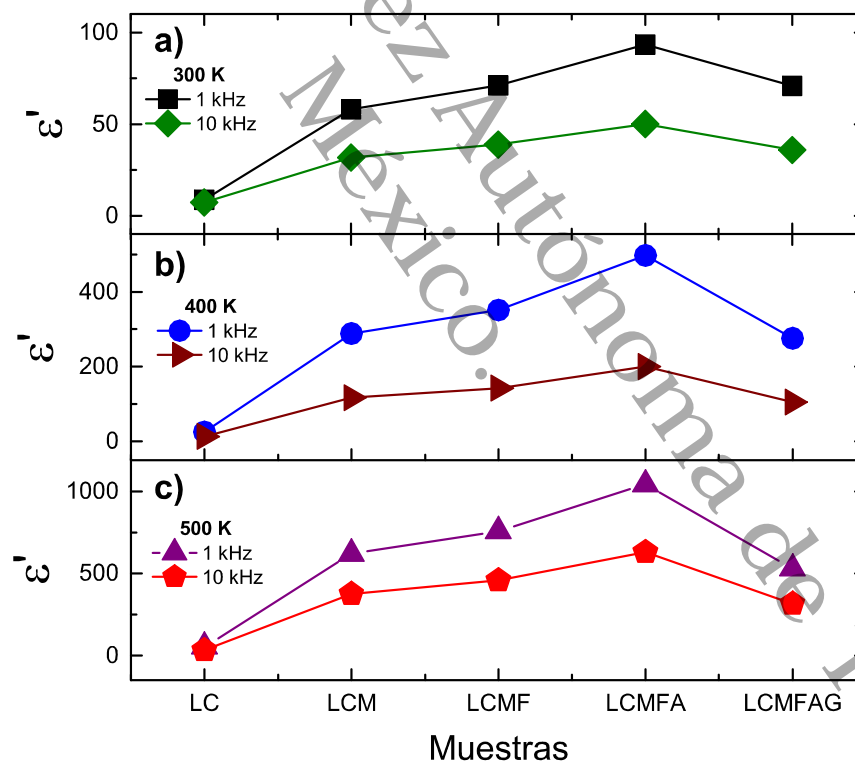 a)
300 K
1 kHz
10 kHz
100
50
0
ε'
b)
400 K
1 kHz
10 kHz
400
200
0
ε'
c)
500 K
1 kHz
10 kHz
1000
500
0
ε'
LC LCM LCMF LCMFA LCMFAG
Muestras
Autónoma de
México.